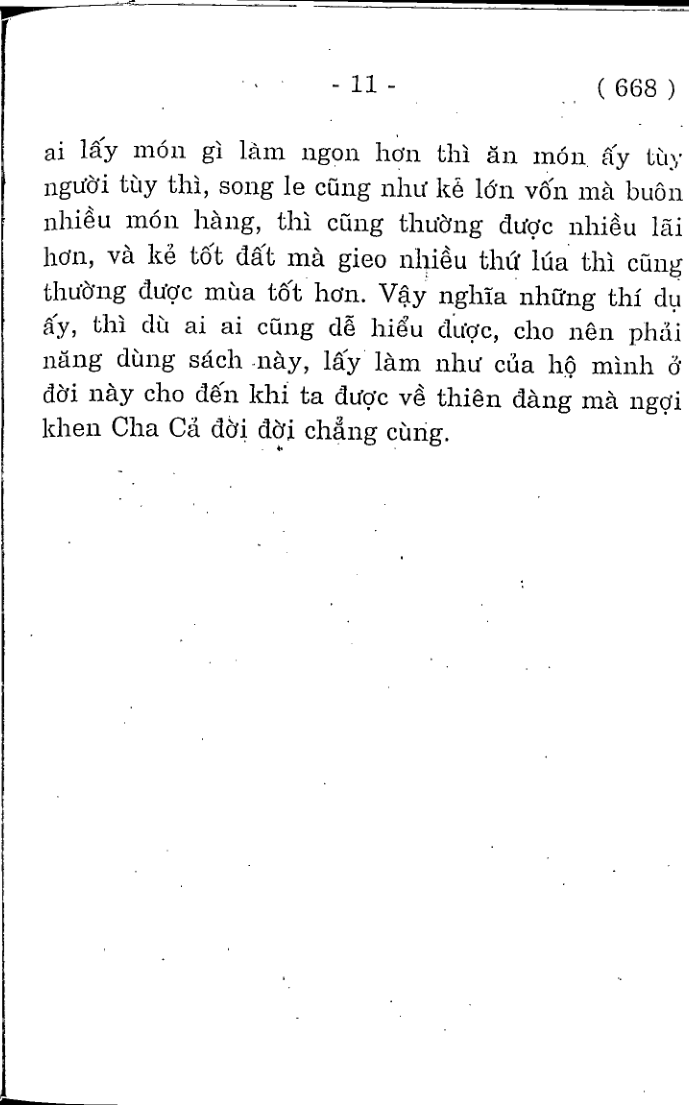 - 11 - ( 668 )
ai lấy món gì làm ngon hơn thì ăn món ấy tùy
người tùy thì, song le cũng như kẻ lớn vốn mà buôn
nhiều món hàng, thì cũng thường được nhiều lãi
hơn, và kẻ tốt đất mà gieo nhiều thứ lúa thì cũng
thường được mùa tốt hơn. Vậy nghĩa những thí dụ
ấy, thì dù ai ai cũng dễ hiểu được, cho nên phải
năng dùng sách này, lấy làm như của hộ mình ở
đời này cho đến khi ta được về thiên đàng mà ngợi
khen Cha Cả đời đời chẳng cùng.